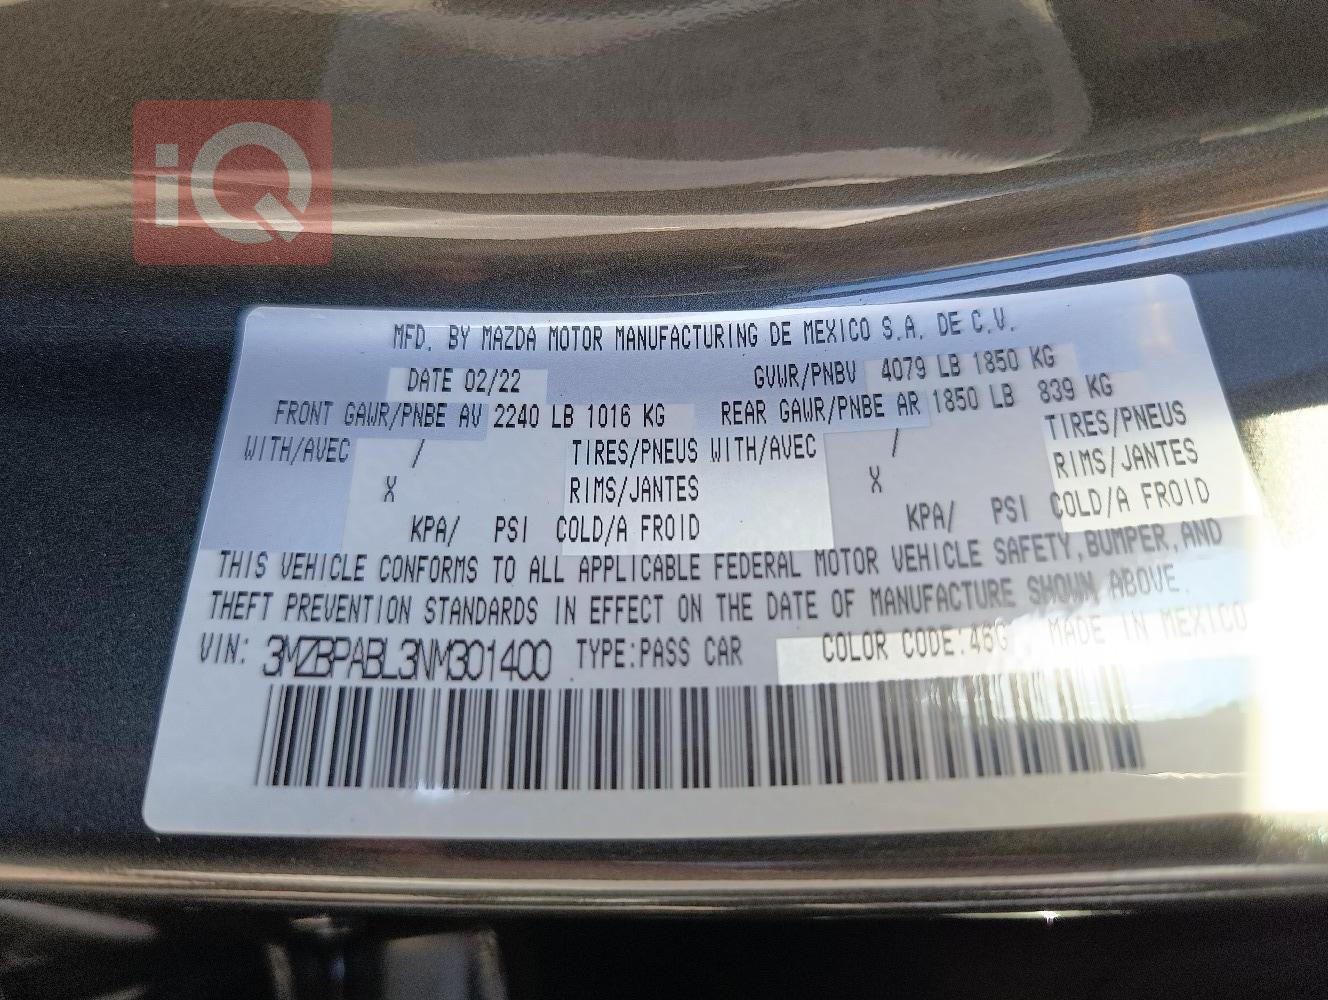 iQ
MFD. BY MAZDA MOTOR MANUFACTURING DE MEXICO S.A. DE C.V.
DATE 02/22 GVWR/PNBV 4079 LB 1850 KG
FRONT GAWR/PNBE AV 2240 LB 1016 KG REAR GAWR/PNBE AR 1850 LB 839 KG
WITH/AVEC / TIRES/PNEUS WITH/AVEC / TIRES/PNEUS
X RIMS/JANTES X RIMS/JANTES
KPA/ PSI COLD/A FROID KPA/ PSI COLD/A FROID
THIS VEHICLE CONFORMS TO ALL APPLICABLE FEDERAL MOTOR VEHICLE SAFETY,BUMPER,AND
THEFT PREVENTION STANDARDS IN EFFECT ON THE DATE OF MANUFACTURE SHOWN ABOVE.
VIN: 3MZBPABL3NM301400 TYPE:PASS CAR COLOR CODE:46G MADE IN MEXICO